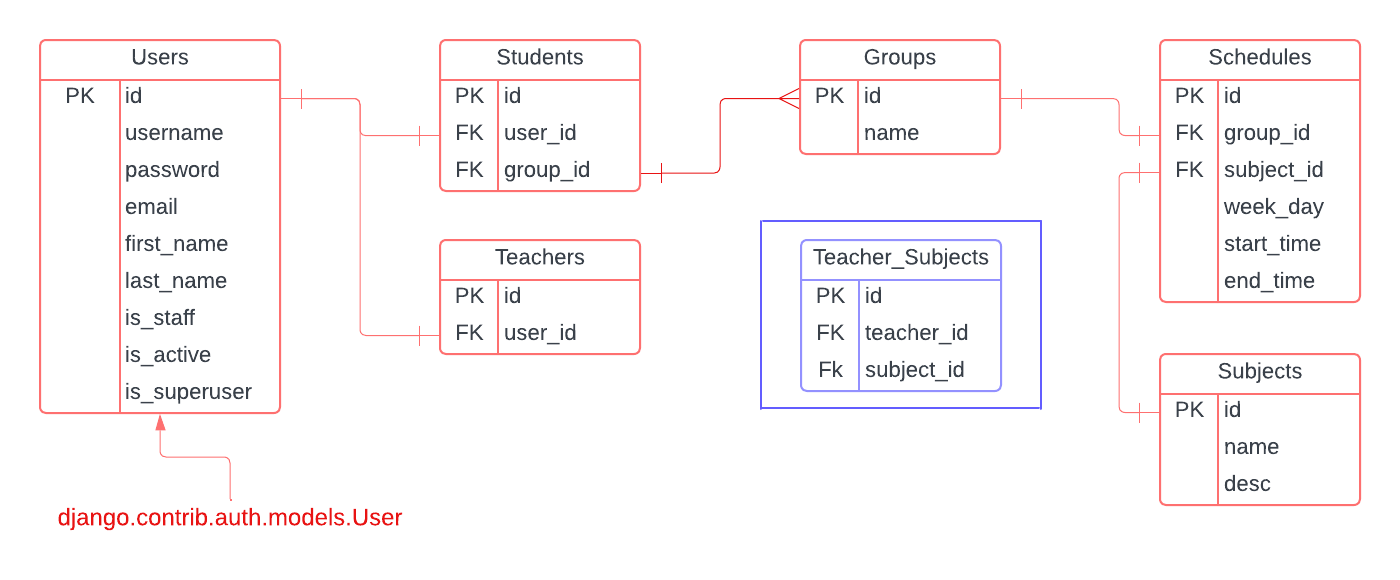 Users
PK id
username
password
email
first_name
last_name
is_staff
is_active
is_superuser
django.contrib.auth.models.User
Students
PK id
FK user_id
FK group_id
Teachers
PK id
FK user_id
Groups
PK id
name
Teacher_Subjects
PK id
FK teacher_id
Fk subject_id
Schedules
PK id
FK group_id
FK subject_id
week_day
start_time
end_time
Subjects
PK id
name
desc